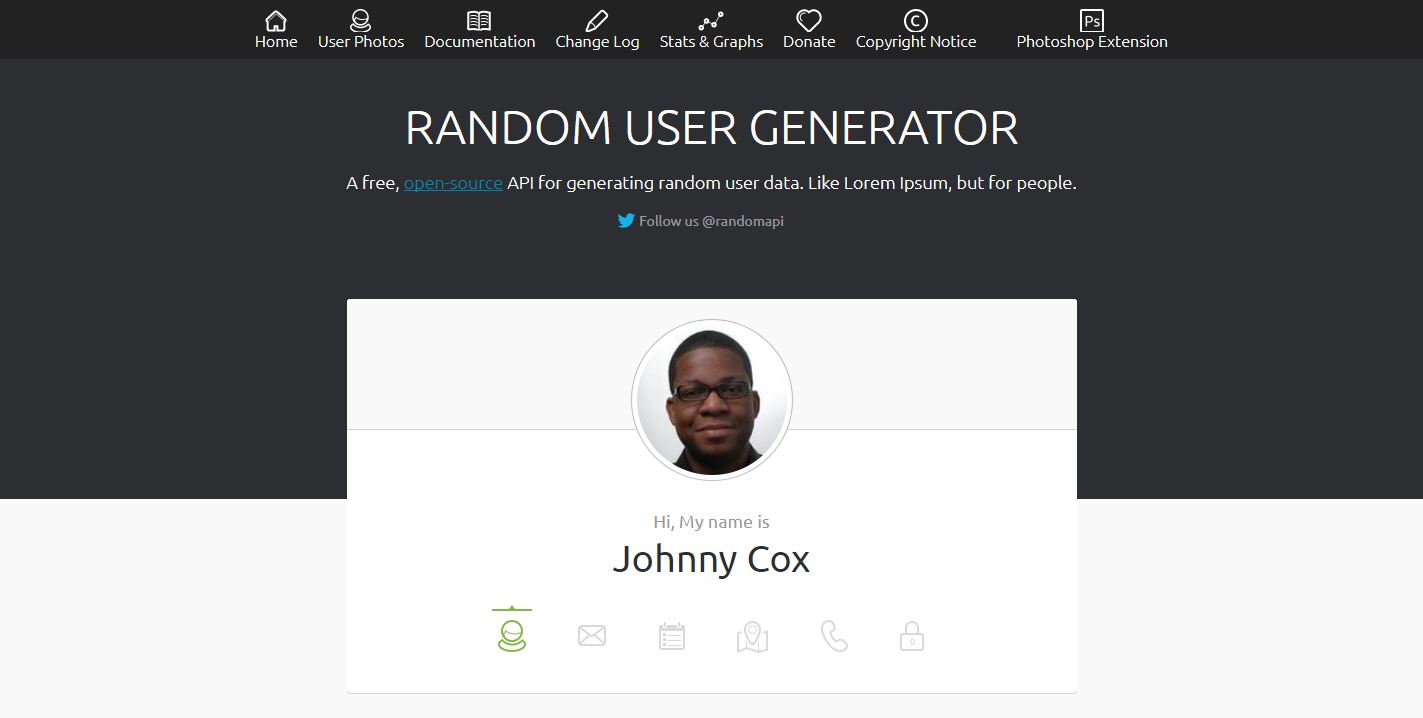 Home User Photos Documentation Change Log Stats & Graphs Donate Copyright Notice Photoshop Extension
RANDOM USER GENERATOR
A free, open-source API for generating random user data. Like Lorem Ipsum, but for people.
Follow us @randomapi
Hi, My name is
Johnny Cox